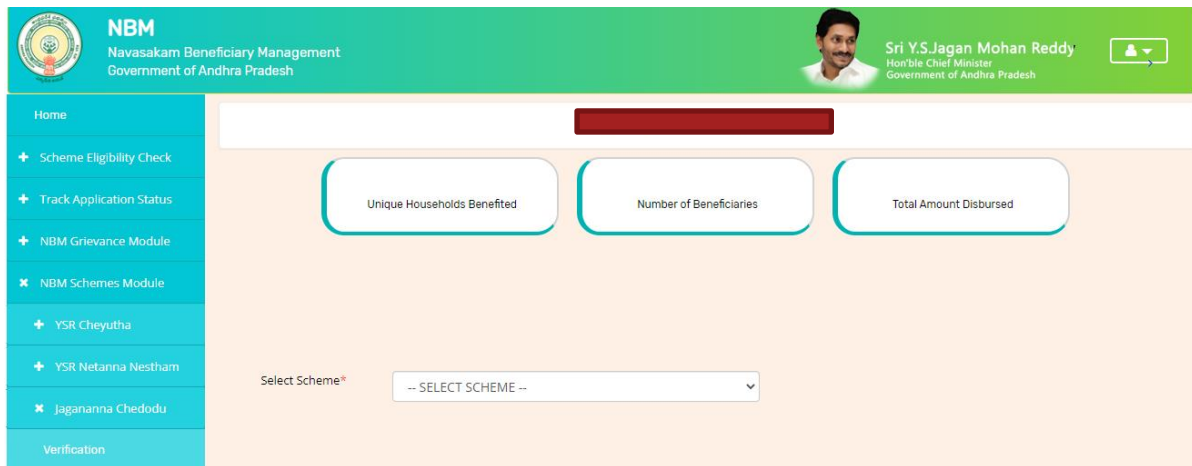 NBM
Navasakam Beneficiary Management
Government of Andhra Pradesh
Sri Y.S.Jagan Mohan Reddy
Hon'ble Chief Minister
Government of Andhra Pradesh
Home
Scheme Eligibility Check
Track Application Status
NBM Grievance Module
NBM Schemes Module
YSR Cheyutha
YSR Netanna Nestham
Jagananna Chedodu
Verification
Unique Households Benefited
Number of Beneficiaries
Total Amount Disbursed
Select Scheme*
-- SELECT SCHEME --